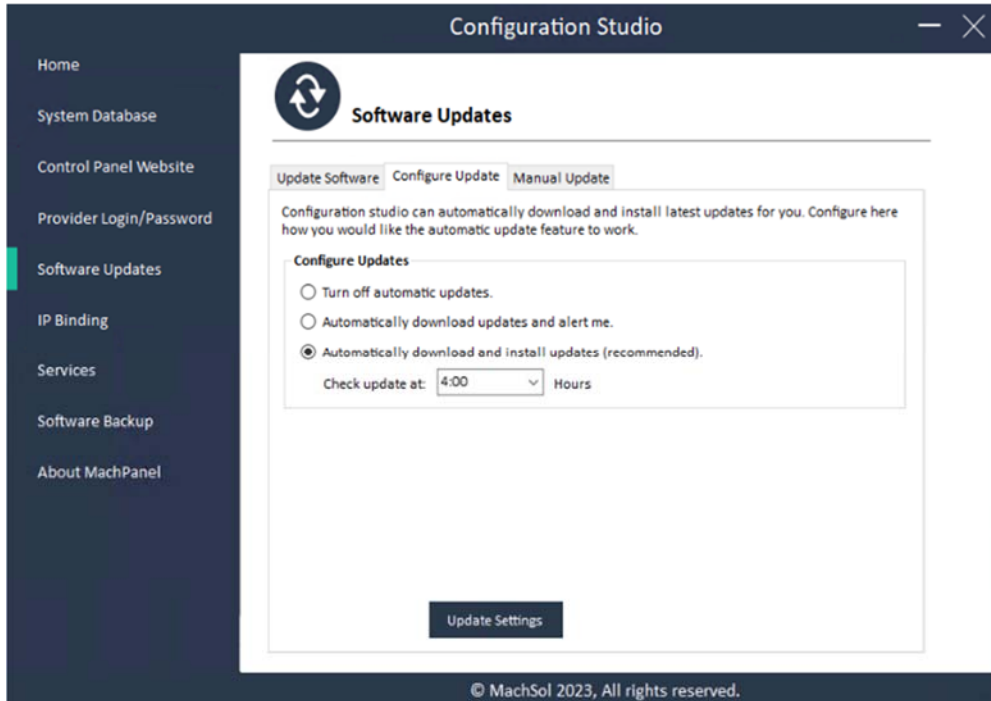 Configuration Studio
Home
System Database
Control Panel Website
Provider Login/Password
Software Updates
IP Binding
Services
Software Backup
About MachPanel
Software Updates
Update Software
Configure Update
Manual Update
Configuration studio can automatically download and install latest updates for you. Configure here
how you would like the automatic update feature to work.
Configure Updates
Turn off automatic updates.
Automatically download updates and alert me.
Automatically download and install updates (recommended).
Check update at: 4:00 Hours
Update Settings
© MachSol 2023, All rights reserved.